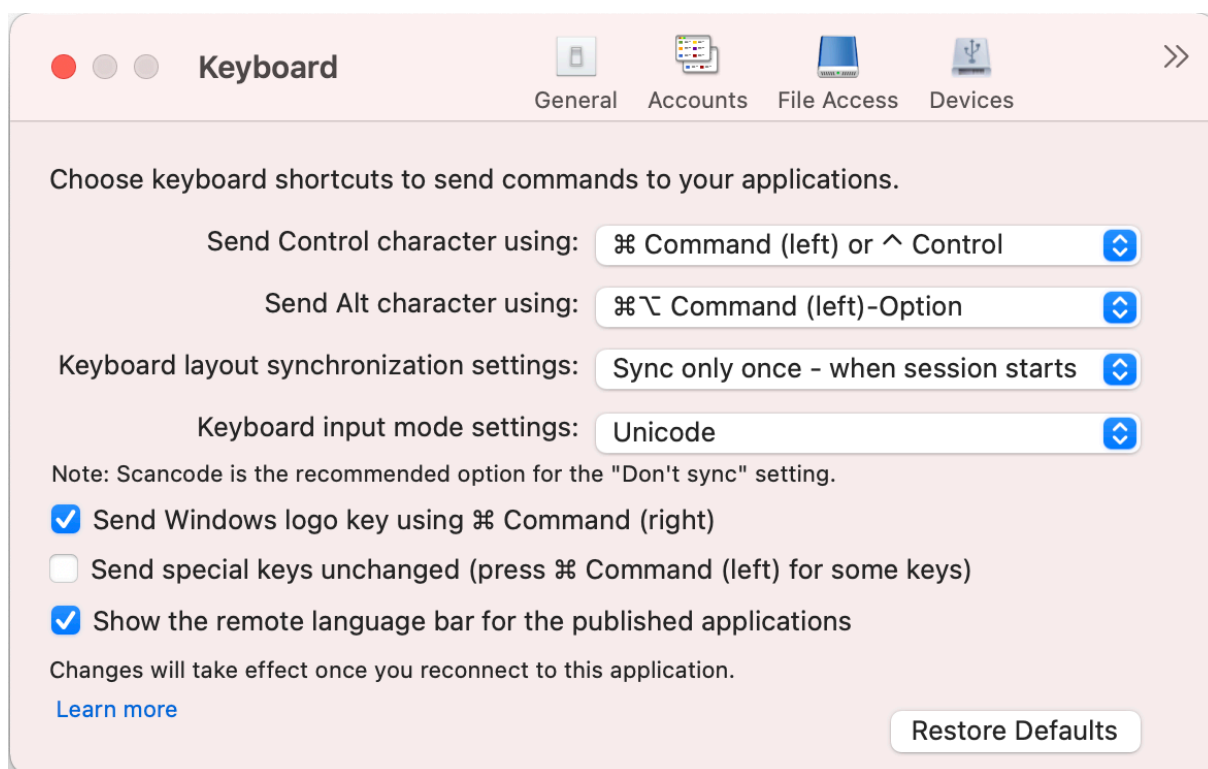 Keyboard
General
Accounts
File Access
Devices
Choose keyboard shortcuts to send commands to your applications.
Send Control character using: ⌘ Command (left) or ^ Control
Send Alt character using: ⌘⌥ Command (left)-Option
Keyboard layout synchronization settings: Sync only once - when session starts
Keyboard input mode settings: Unicode
Note: Scancode is the recommended option for the "Don't sync" setting.
Send Windows logo key using ⌘ Command (right)
Send special keys unchanged (press ⌘ Command (left) for some keys)
Show the remote language bar for the published applications
Changes will take effect once you reconnect to this application.
Learn more
Restore Defaults